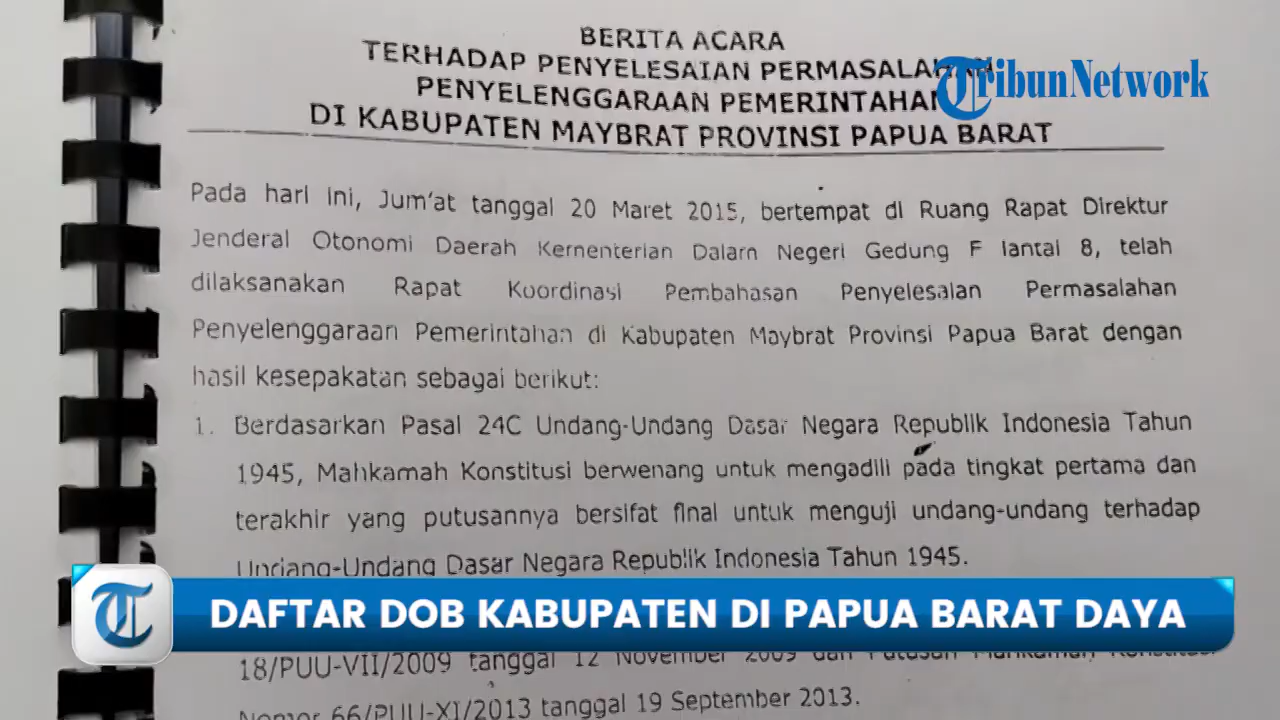 BERITA ACARA
TERHADAP PENYELESAIAN PERMASALAHAN
PENYELENGGARAAN PEMERINTAHAN
DI KABUPATEN MAYBRAT PROVINSI PAPUA BARAT
TribunNetwork
Pada hari ini, Jum'at tanggal 20 Maret 2015, bertempat di Ruang Rapat Direktur
Jenderal Otonomi Daerah Kementerian Dalam Negeri Gedung F lantai 8, telah
dilaksanakan Rapat Koordinasi Pembahasan Penyelesaian Permasalahan
Penyelenggaraan Pemerintahan di Kabupaten Maybrat Provinsi Papua Barat dengan
hasil kesepakatan sebagai berikut:
1. Berdasarkan Pasal 24C Undang-Undang Dasar Negara Republik Indonesia Tahun
1945, Mahkamah Konstitusi berwenang untuk mengadili pada tingkat pertama dan
terakhir yang putusannya bersifat final untuk menguji undang-undang terhadap
Undang-Undang Dasar Negara Republik Indonesia Tahun 1945.
DAFTAR DOB KABUPATEN DI PAPUA BARAT DAYA
18/PUU-VII/2009 tanggal 12 November 2009 dan Putusan Mahkamah Konstitusi
Nomor 66/PUU-XI/2013 tanggal 19 September 2013.